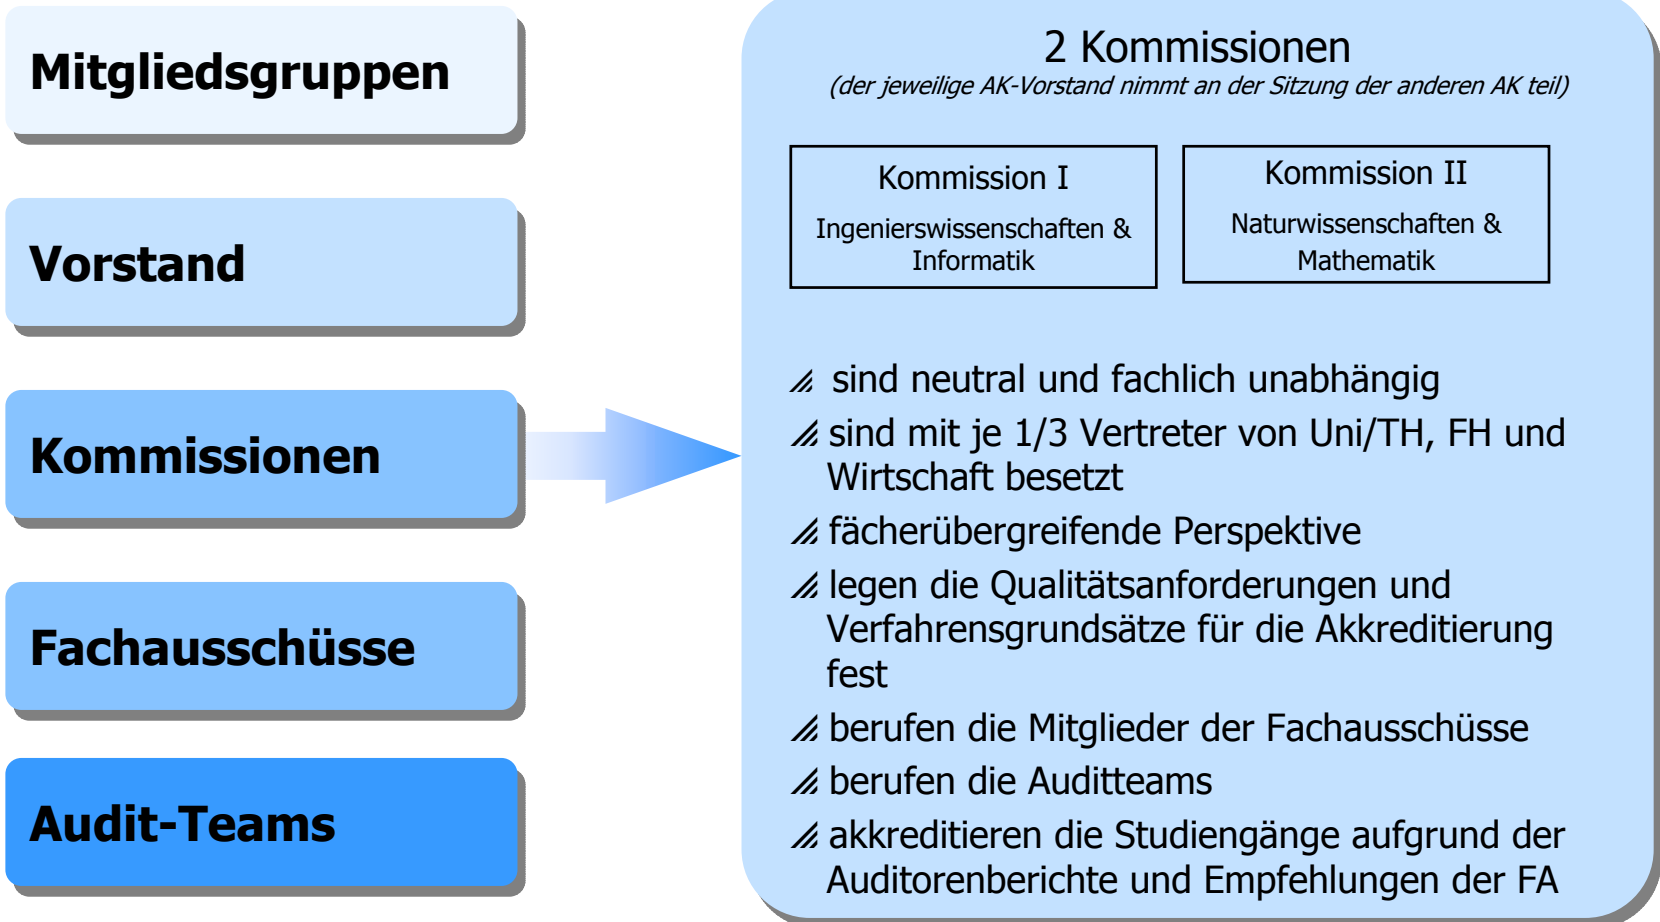 Mitgliedsgruppen
Vorstand
Kommissionen
Fachausschüsse
Audit-Teams
2 Kommissionen
(der jeweilige AK-Vorstand nimmt an der Sitzung der anderen AK teil)
Kommission I
Ingenierswissenschaften &
Informatik
Kommission II
Naturwissenschaften &
Mathematik
sind neutral und fachlich unabhängig
sind mit je 1/3 Vertreter von Uni/TH, FH und
Wirtschaft besetzt
fächerübergreifende Perspektive
legen die Qualitätsanforderungen und
Verfahrensgrundsätze für die Akkreditierung
fest
berufen die Mitglieder der Fachausschüsse
berufen die Auditteams
akkreditieren die Studiengänge aufgrund der
Auditorenberichte und Empfehlungen der FA